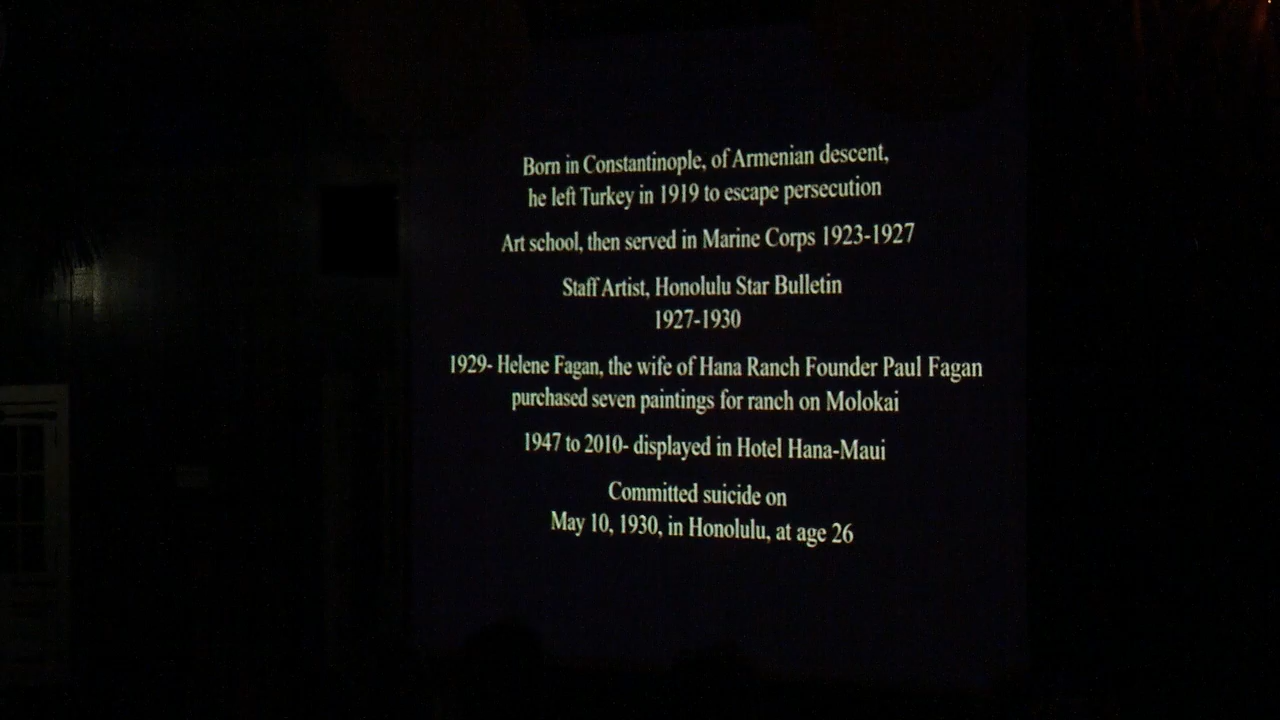 Born in Constantinople, of Armenian descent,
he left Turkey in 1919 to escape persecution
Art school, then served in Marine Corps 1923-1927
Staff Artist, Honolulu Star Bulletin
1927-1930
1929- Helene Fagan, the wife of Hana Ranch Founder Paul Fagan
purchased seven paintings for ranch on Molokai
1947 to 2010- displayed in Hotel Hana-Maui
Committed suicide on
May 10, 1930, in Honolulu, at age 26